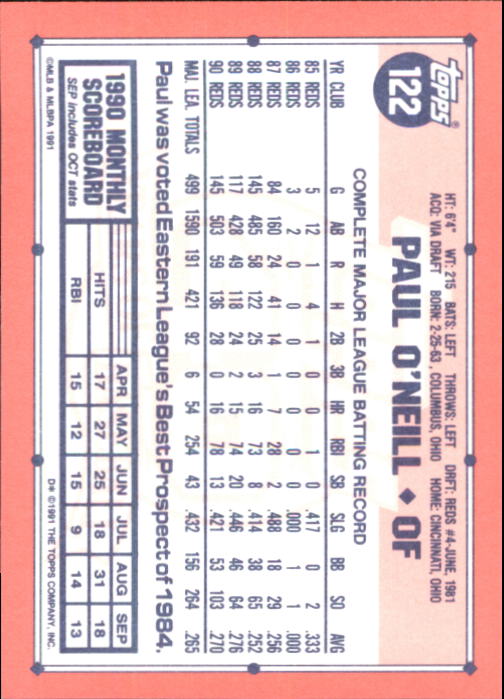 Topps®
122
HT: 6'4" WT: 215 BATS: LEFT THROWS: LEFT DRFT: REDS #4-JUNE, 1981
ACQ: VIA DRAFT BORN: 2-25-63, COLUMBUS, OHIO HOME: CINCINNATI, OHIO
PAUL O'NEILL ◆ OF
COMPLETE MAJOR LEAGUE BATTING RECORD
YR CLUB G AB R H 2B 3B HR RBI SB SLG BB SO AVG
85 REDS 5 12 1 4 1 0 0 1 0 .417 0 2 .333
86 REDS 3 2 0 0 0 0 0 0 0 .000 1 1 .000
87 REDS 84 160 24 41 14 1 7 28 2 .488 18 29 .256
88 REDS 145 485 58 122 25 3 16 73 8 .414 38 65 .252
89 REDS 117 428 49 118 24 2 15 74 20 .446 46 64 .276
90 REDS 145 503 59 136 28 0 16 78 13 .421 53 103 .270
MAJ. LEA. TOTALS 499 1590 191 421 92 6 54 254 43 .432 156 264 .265
Paul was voted Eastern League's Best Prospect of 1984.
1990 MONTHLY
SCOREBOARD
SEP includes OCT stats
APR MAY JUN JUL AUG SEP
HITS 17 27 25 18 31 18
RBI 15 12 15 9 14 13
©MLB & MLBPA 1991
D* ©1991 THE TOPPS COMPANY, INC.